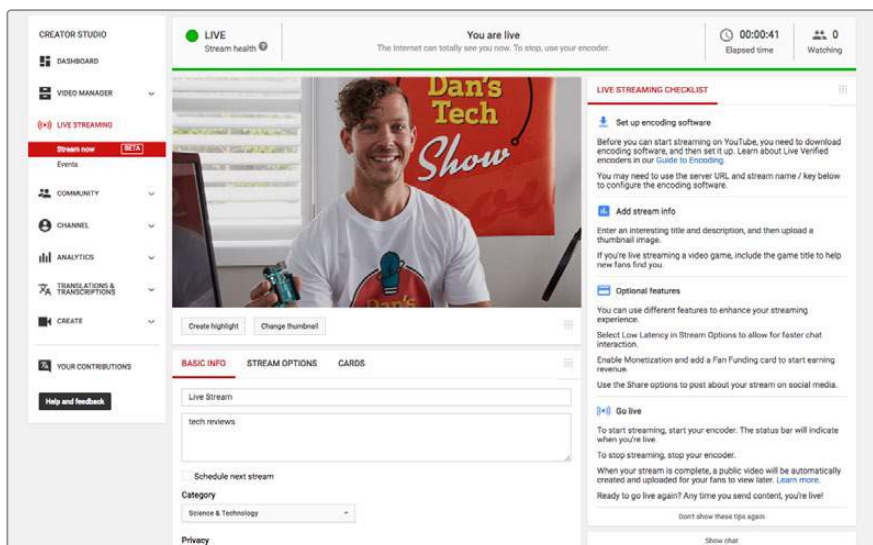 CREATOR STUDIO
DASHBOARD
VIDEO MANAGER
LIVE STREAMING
Stream now BETA
Events
COMMUNITY
CHANNEL
ANALYTICS
TRANSLATIONS &
TRANSCRIPTIONS
CREATE
YOUR CONTRIBUTIONS
Help and feedback
LIVE
Stream health ?
You are live
The Internet can totally see you now. To stop, use your encoder.
00:00:41
Elapsed time
0
Watching
Dan's
Tech
Show
Dan's
Create highlight
Change thumbnail
BASIC INFO STREAM OPTIONS CARDS
Live Stream
tech reviews
Schedule next stream
Category
Science & Technology
Privacy
LIVE STREAMING CHECKLIST
Set up encoding software
Before you can start streaming on YouTube, you need to download
encoding software, and then set it up. Learn about Live Verified
encoders in our Guide to Encoding.
You may need to use the server URL and stream name / key below
to configure the encoding software.
Add stream info
Enter an interesting title and description, and then upload a
thumbnail image.
If you're live streaming a video game, include the game title to help
new fans find you.
Optional features
You can use different features to enhance your streaming
experience.
Select Low Latency in Stream Options to allow for faster chat
interaction.
Enable Monetization and add a Fan Funding card to start earning
revenue.
Use the Share options to post about your stream on social media.
Go live
To start streaming, start your encoder. The status bar will indicate
when you're live.
To stop streaming, stop your encoder.
When your stream is complete, a public video will be automatically
created and uploaded for your fans to view later. Learn more.
Ready to go live again? Any time you send content, you're live!
Don't show these tips again
Show chat